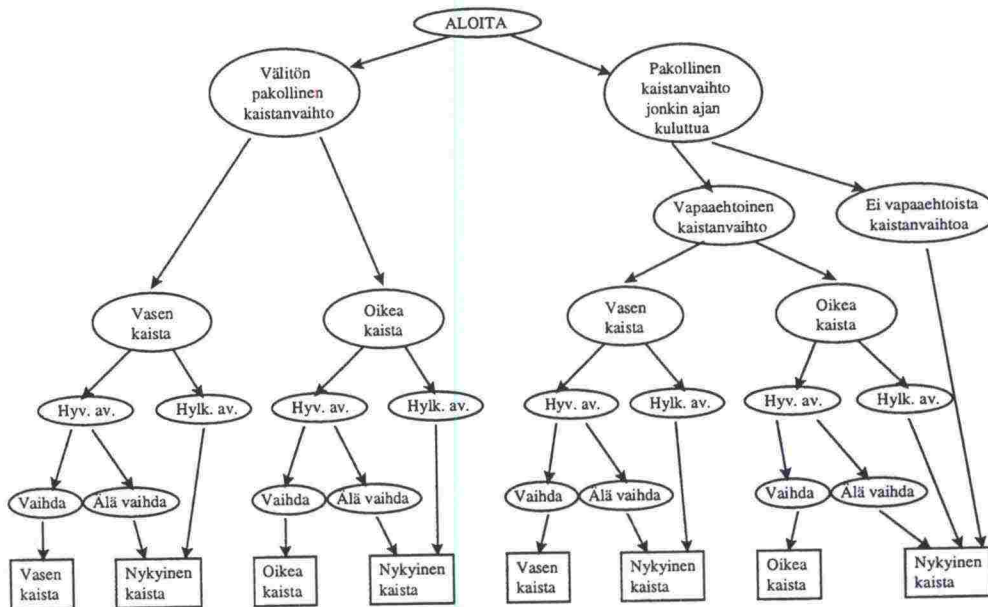 ALOITA
Välitön
pakollinen
kaistanvaihto
Pakollinen
kaistanvaihto
jonkin ajan
kuluttua
Vapaaehtoinen
kaistanvaihto
Ei vapaaehtoista
kaistanvaihtoa
Vasen
kaista
Oikea
kaista
Vasen
kaista
Oikea
kaista
Hyv. av.
Hylk. av.
Hyv. av.
Hylk. av.
Hyv. av.
Hylk. av.
Hyv. av.
Hylk. av.
Vaihda
Älä vaihda
Vaihda
Älä vaihda
Vaihda
Älä vaihda
Vaihda
Älä vaihda
Vasen
kaista
Nykyinen
kaista
Oikea
kaista
Nykyinen
kaista
Vasen
kaista
Nykyinen
kaista
Oikea
kaista
Nykyinen
kaista